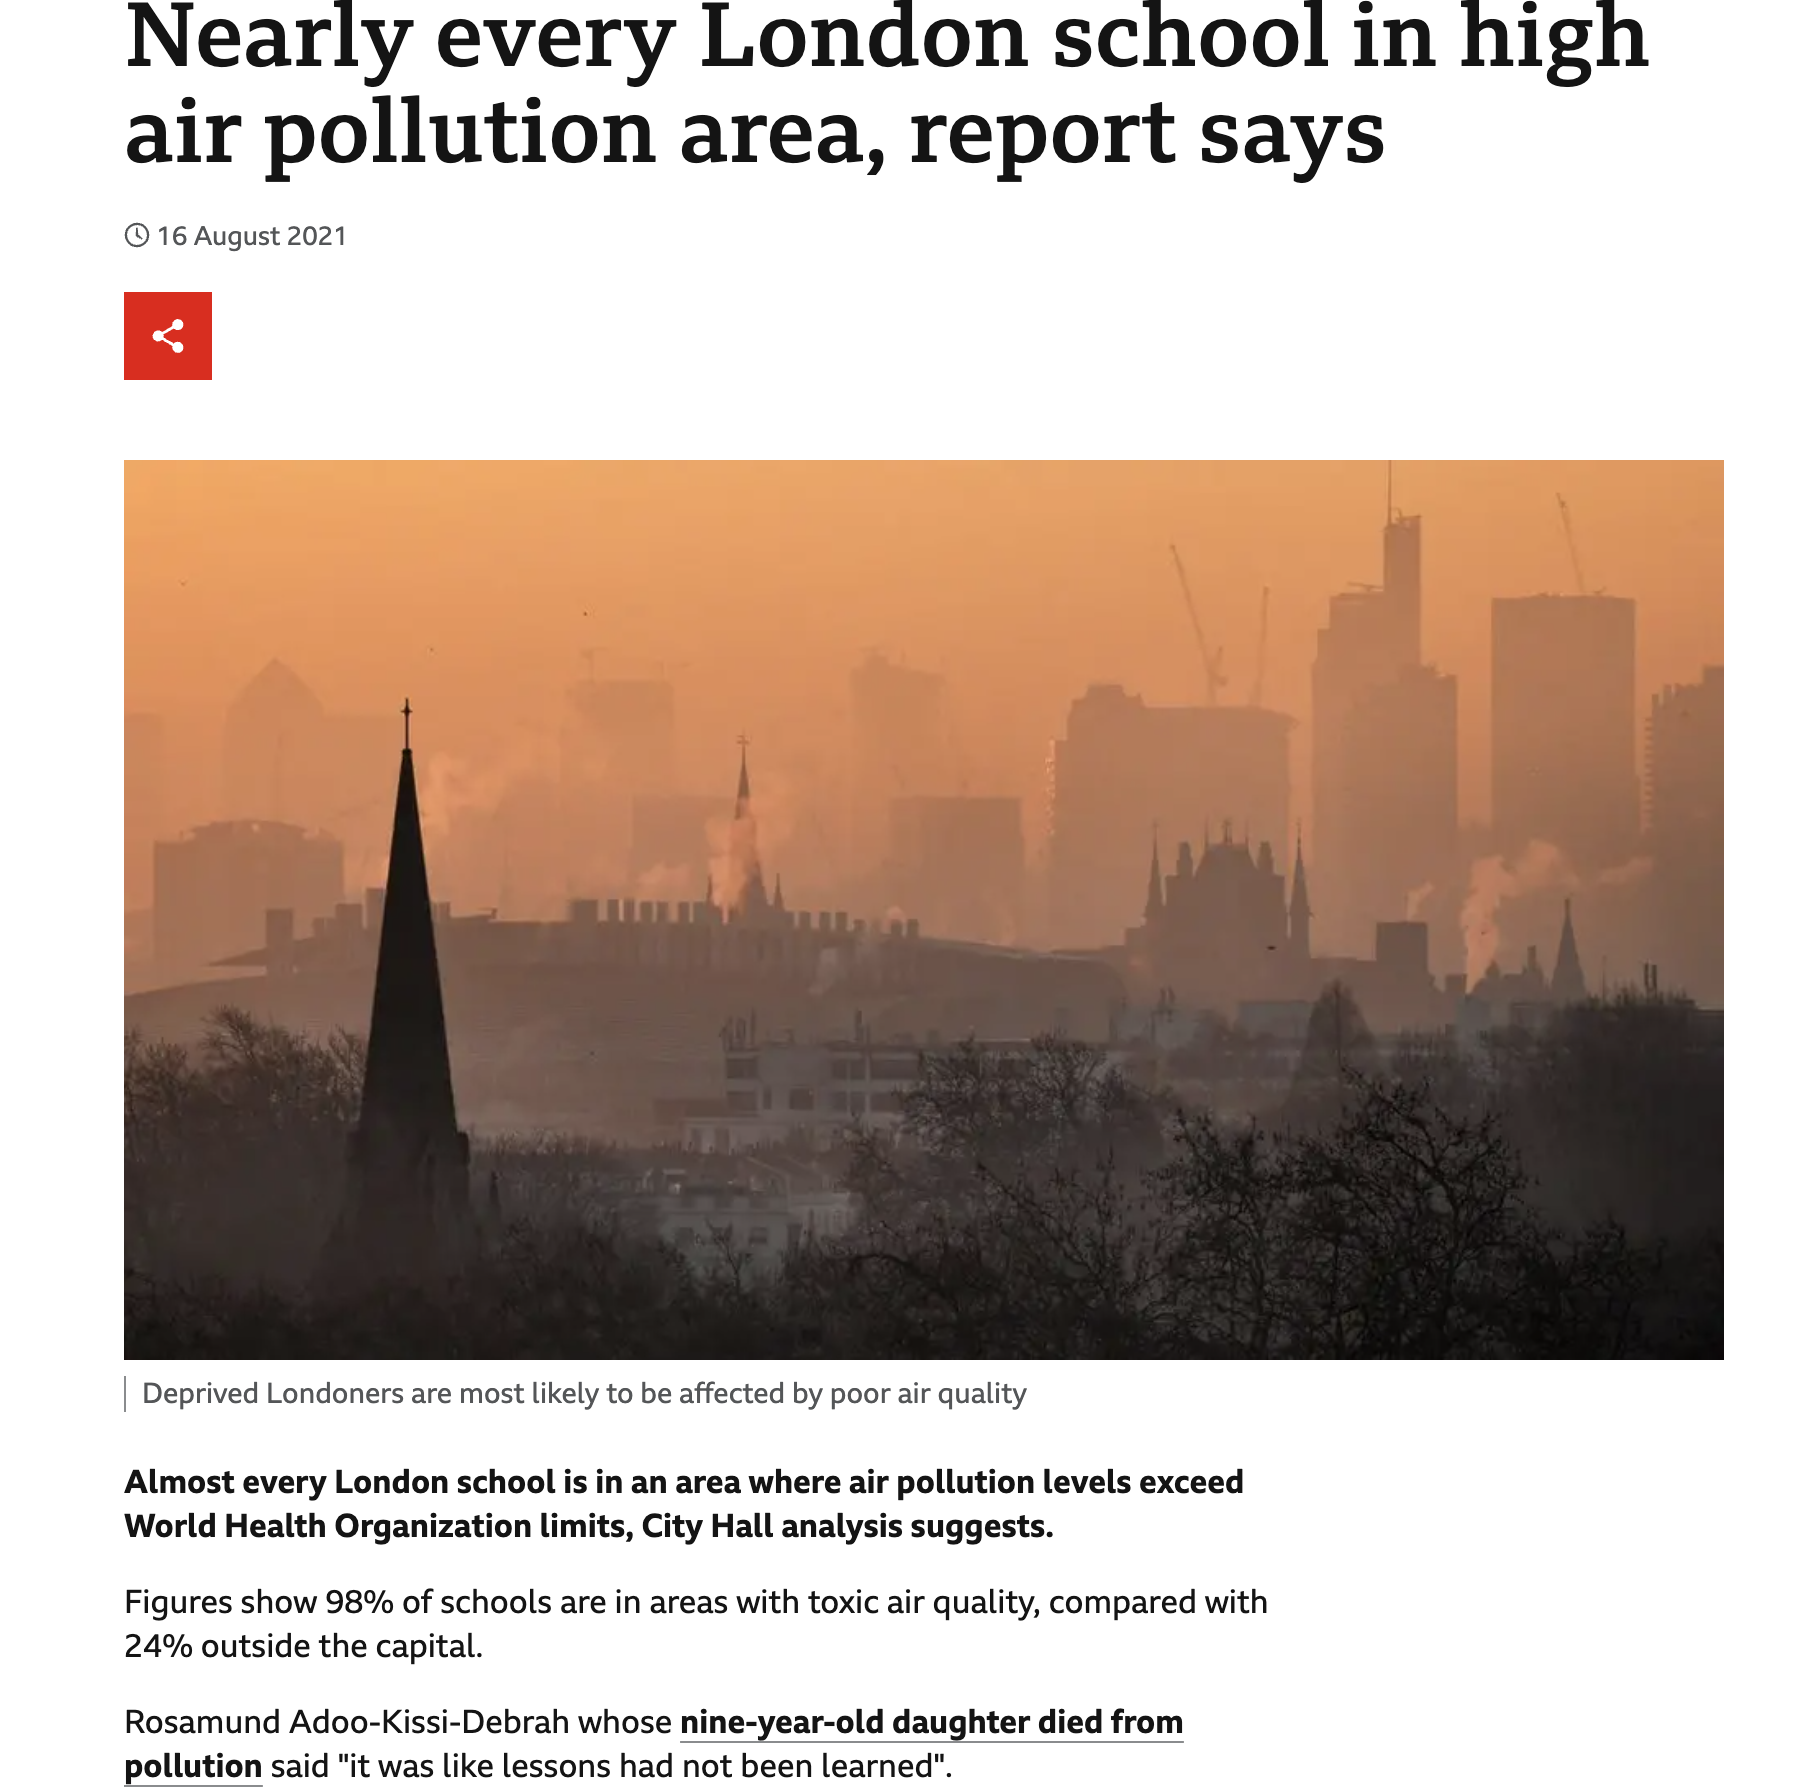 Nearly every London school in high
air pollution area, report says
16 August 2021
Deprived Londoners are most likely to be affected by poor air quality
Almost every London school is in an area where air pollution levels exceed
World Health Organization limits, City Hall analysis suggests.
Figures show 98% of schools are in areas with toxic air quality, compared with
24% outside the capital.
Rosamund Adoo-Kissi-Debrah whose nine-year-old daughter died from
pollution said "it was like lessons had not been learned".